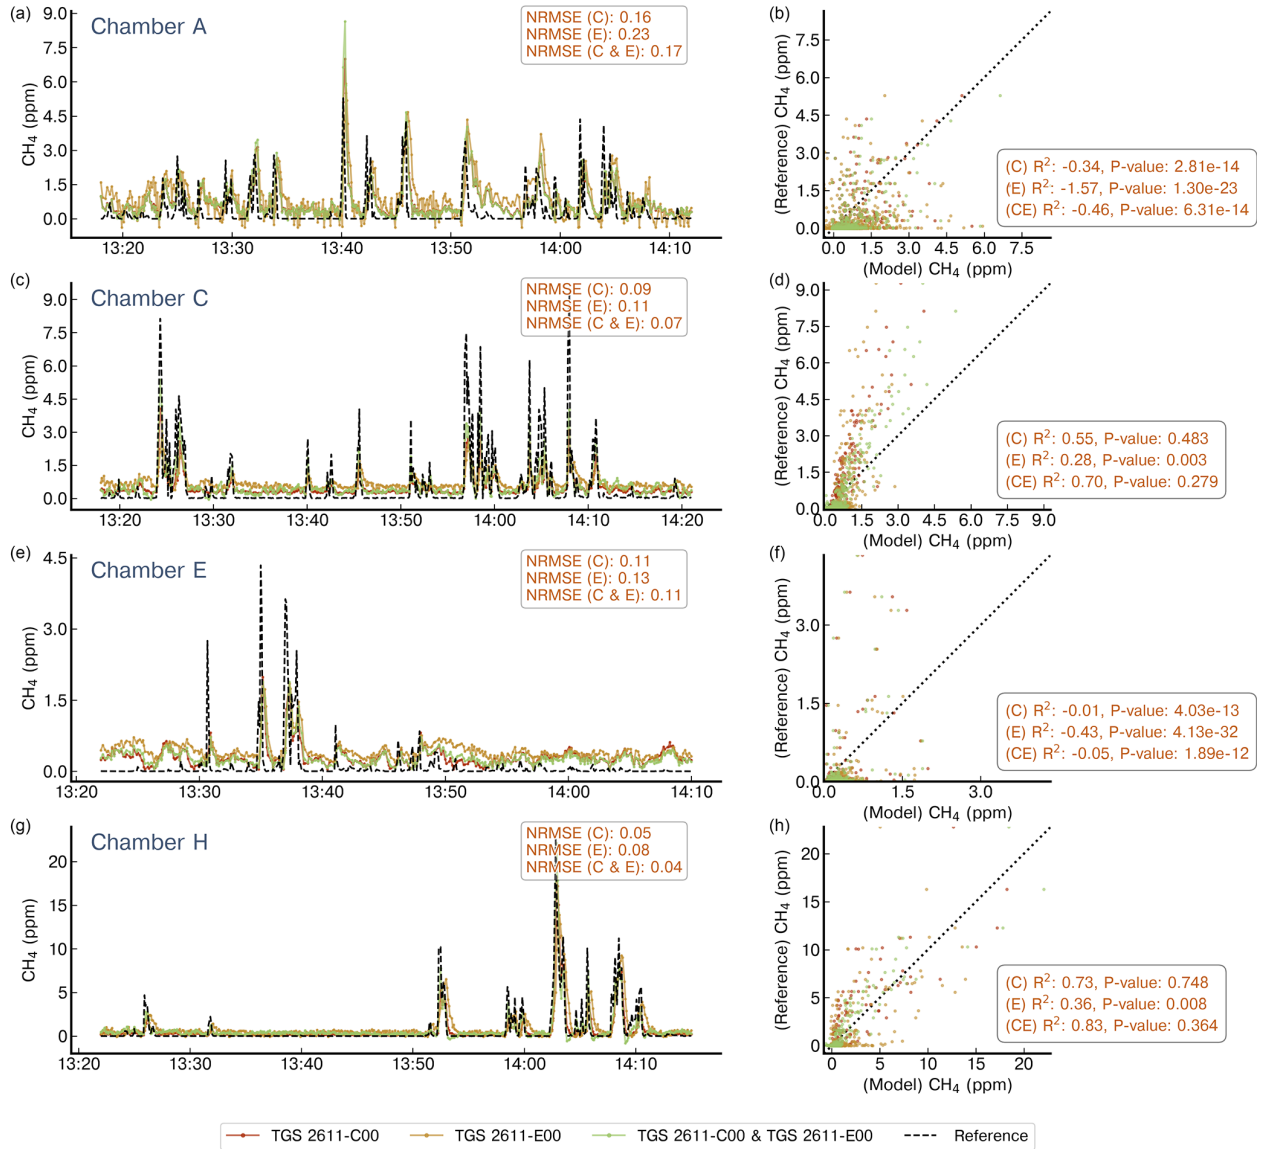 (a)
Chamber A
NRMSE (C): 0.16
NRMSE (E): 0.23
NRMSE (C & E): 0.17
CH4 (ppm)
9.0
7.5
6.0
4.5
3.0
1.5
0.0
13:20 13:30 13:40 13:50 14:00 14:10
(b)
(Reference) CH4 (ppm)
7.5
6.0
4.5
3.0
1.5
0.0
0.0 1.5 3.0 4.5 6.0 7.5
(Model) CH4 (ppm)
(C) R2: -0.34, P-value: 2.81e-14
(E) R2: -1.57, P-value: 1.30e-23
(CE) R2: -0.46, P-value: 6.31e-14
(c)
Chamber C
NRMSE (C): 0.09
NRMSE (E): 0.11
NRMSE (C & E): 0.07
CH4 (ppm)
9.0
7.5
6.0
4.5
3.0
1.5
0.0
13:20 13:30 13:40 13:50 14:00 14:10 14:20
(d)
(Reference) CH4 (ppm)
9.0
7.5
6.0
4.5
3.0
1.5
0.0
0.0 1.5 3.0 4.5 6.0 7.5 9.0
(Model) CH4 (ppm)
(C) R2: 0.55, P-value: 0.483
(E) R2: 0.28, P-value: 0.003
(CE) R2: 0.70, P-value: 0.279
(e)
Chamber E
NRMSE (C): 0.11
NRMSE (E): 0.13
NRMSE (C & E): 0.11
CH4 (ppm)
4.5
3.0
1.5
0.0
13:20 13:30 13:40 13:50 14:00 14:10
(f)
(Reference) CH4 (ppm)
3.0
1.5
0.0
0.0 1.5 3.0
(Model) CH4 (ppm)
(C) R2: -0.01, P-value: 4.03e-13
(E) R2: -0.43, P-value: 4.13e-32
(CE) R2: -0.05, P-value: 1.89e-12
(g)
Chamber H
NRMSE (C): 0.05
NRMSE (E): 0.08
NRMSE (C & E): 0.04
CH4 (ppm)
20
15
10
5
0
13:20 13:30 13:40 13:50 14:00 14:10
(h)
(Reference) CH4 (ppm)
20
15
10
5
0
0 5 10 15 20
(Model) CH4 (ppm)
(C) R2: 0.73, P-value: 0.748
(E) R2: 0.36, P-value: 0.008
(CE) R2: 0.83, P-value: 0.364
TGS 2611-C00 TGS 2611-E00 TGS 2611-C00 & TGS 2611-E00 Reference